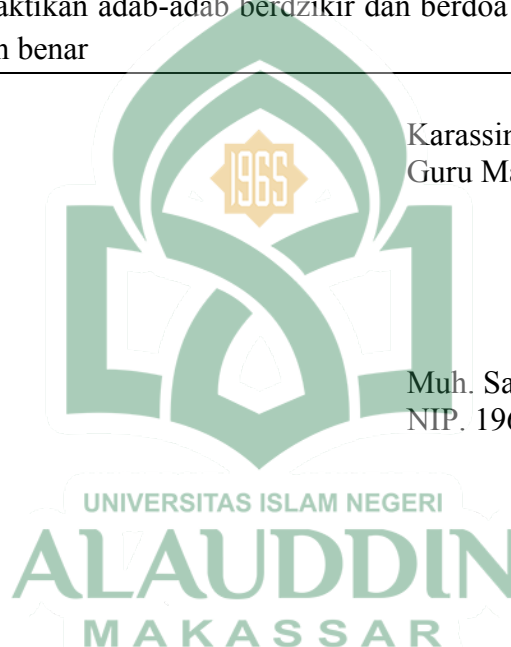 aktikan adab-adab berdzikir dan berdoa
n benar
Karassin
Guru Ma
1965
Muh. Sa
NIP. 196
UNIVERSITAS ISLAM NEGERI
ALAUDDIN
MAKASSAR